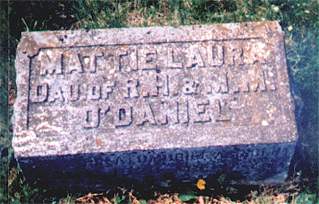 MATTIE LAURA
DAU. OF R.H. & M.M.
O'DANIEL